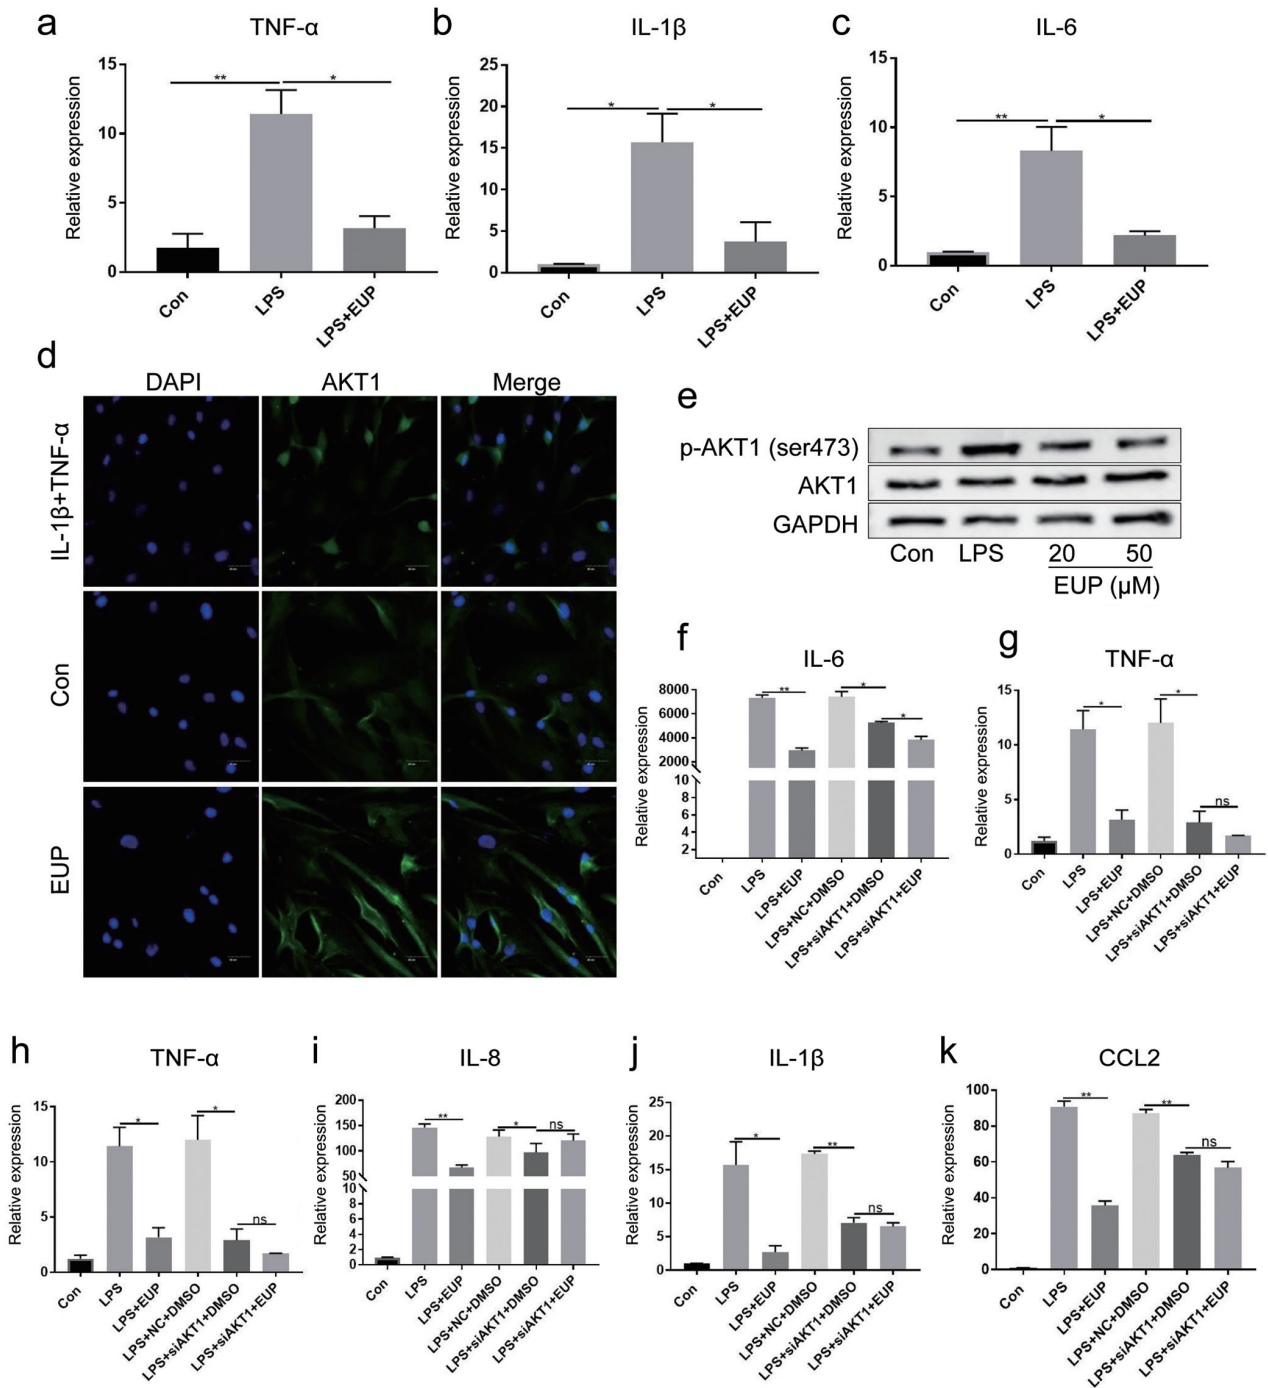 a
TNF-α
Relative expression
15
10
5
0
**
*
Con
LPS
LPS+EUP
b
IL-1β
Relative expression
25
20
15
10
5
0
*
*
Con
LPS
LPS+EUP
c
IL-6
Relative expression
15
10
5
0
**
*
Con
LPS
LPS+EUP
d
DAPI
AKT1
Merge
IL-1β+TNF-α
Con
EUP
e
p-AKT1 (ser473)
AKT1
GAPDH
Con
LPS
20
50
EUP (μM)
f
IL-6
Relative expression
8000
6000
4000
2000
10
8
6
4
2
**
*
*
Con
LPS
LPS+EUP
LPS+NC+DMSO
LPS+siAKT1+DMSO
LPS+siAKT1+EUP
g
TNF-α
Relative expression
15
10
5
0
*
*
ns
Con
LPS
LPS+EUP
LPS+NC+DMSO
LPS+siAKT1+DMSO
LPS+siAKT1+EUP
h
TNF-α
Relative expression
15
10
5
0
*
*
ns
Con
LPS
LPS+EUP
LPS+NC+DMSO
LPS+siAKT1+DMSO
LPS+siAKT1+EUP
i
IL-8
Relative expression
200
150
100
50
10
8
6
4
2
0
**
*
ns
Con
LPS
LPS+EUP
LPS+NC+DMSO
LPS+siAKT1+DMSO
LPS+siAKT1+EUP
j
IL-1β
Relative expression
25
20
15
10
5
0
*
**
ns
Con
LPS
LPS+EUP
LPS+NC+DMSO
LPS+siAKT1+DMSO
LPS+siAKT1+EUP
k
CCL2
Relative expression
100
80
60
40
20
0
**
**
ns
Con
LPS
LPS+EUP
LPS+NC+DMSO
LPS+siAKT1+DMSO
LPS+siAKT1+EUP